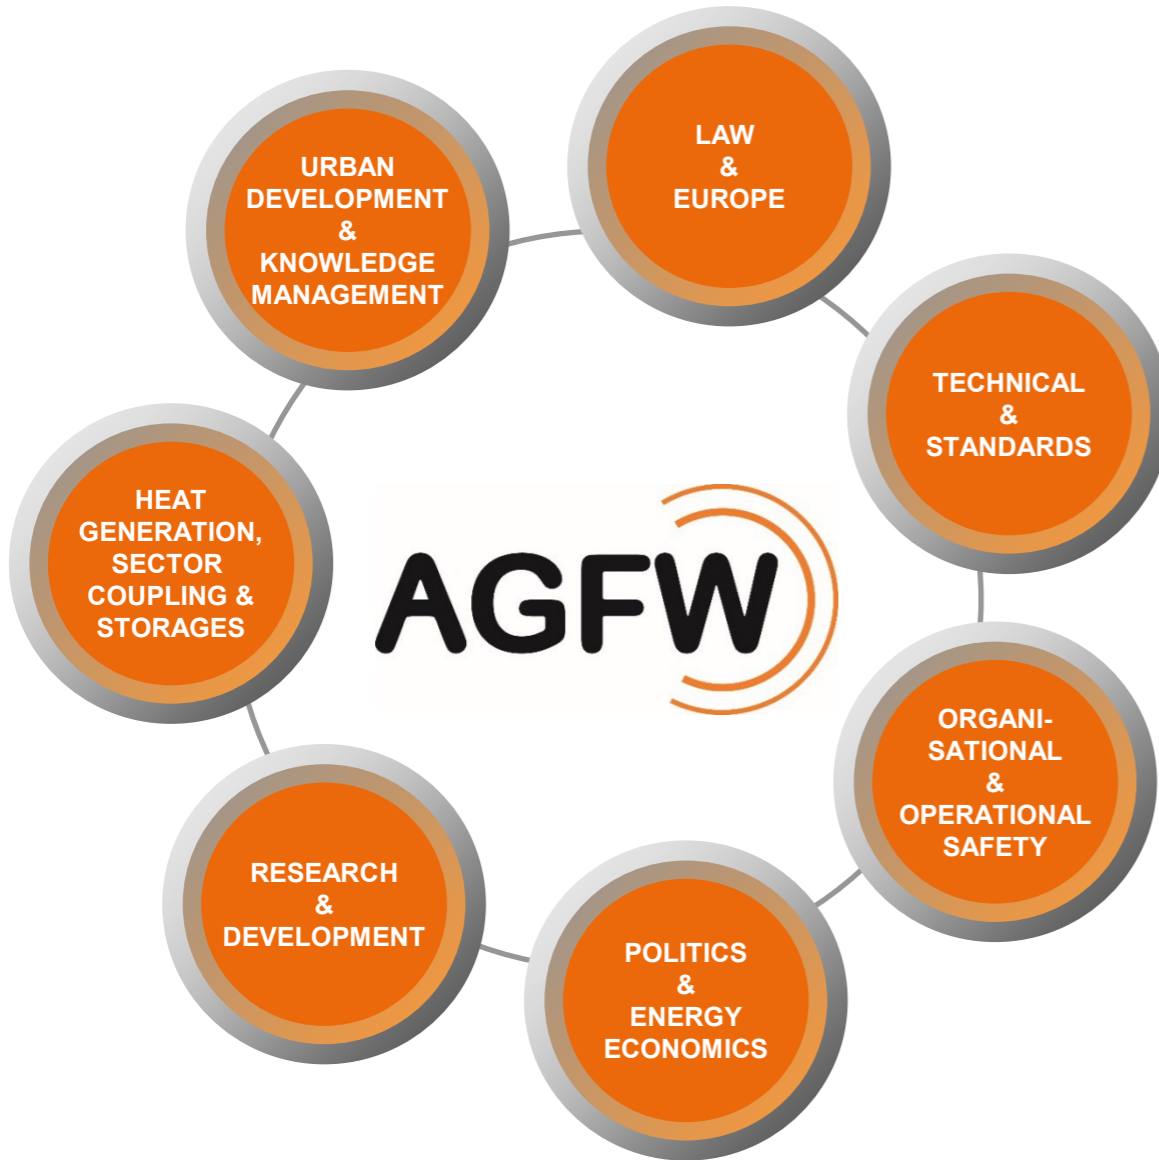 LAW
&
EUROPE
TECHNICAL
&
STANDARDS
ORGANI-
SATIONAL
&
OPERATIONAL
SAFETY
POLITICS
&
ENERGY
ECONOMICS
RESEARCH
&
DEVELOPMENT
HEAT
GENERATION,
SECTOR
COUPLING &
STORAGES
URBAN
DEVELOPMENT
&
KNOWLEDGE
MANAGEMENT
AGFW